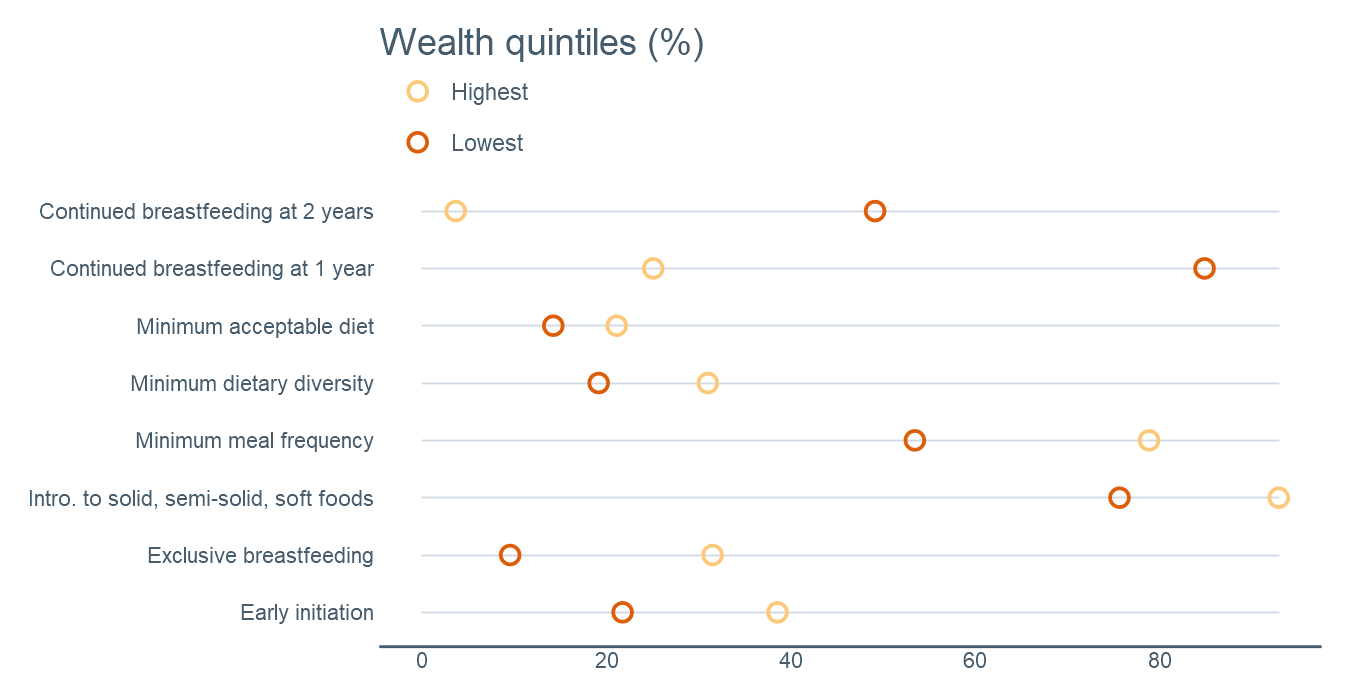 Wealth quintiles (%)
Highest
Lowest
Continued breastfeeding at 2 years
Continued breastfeeding at 1 year
Minimum acceptable diet
Minimum dietary diversity
Minimum meal frequency
Intro. to solid, semi-solid, soft foods
Exclusive breastfeeding
Early initiation
0 20 40 60 80